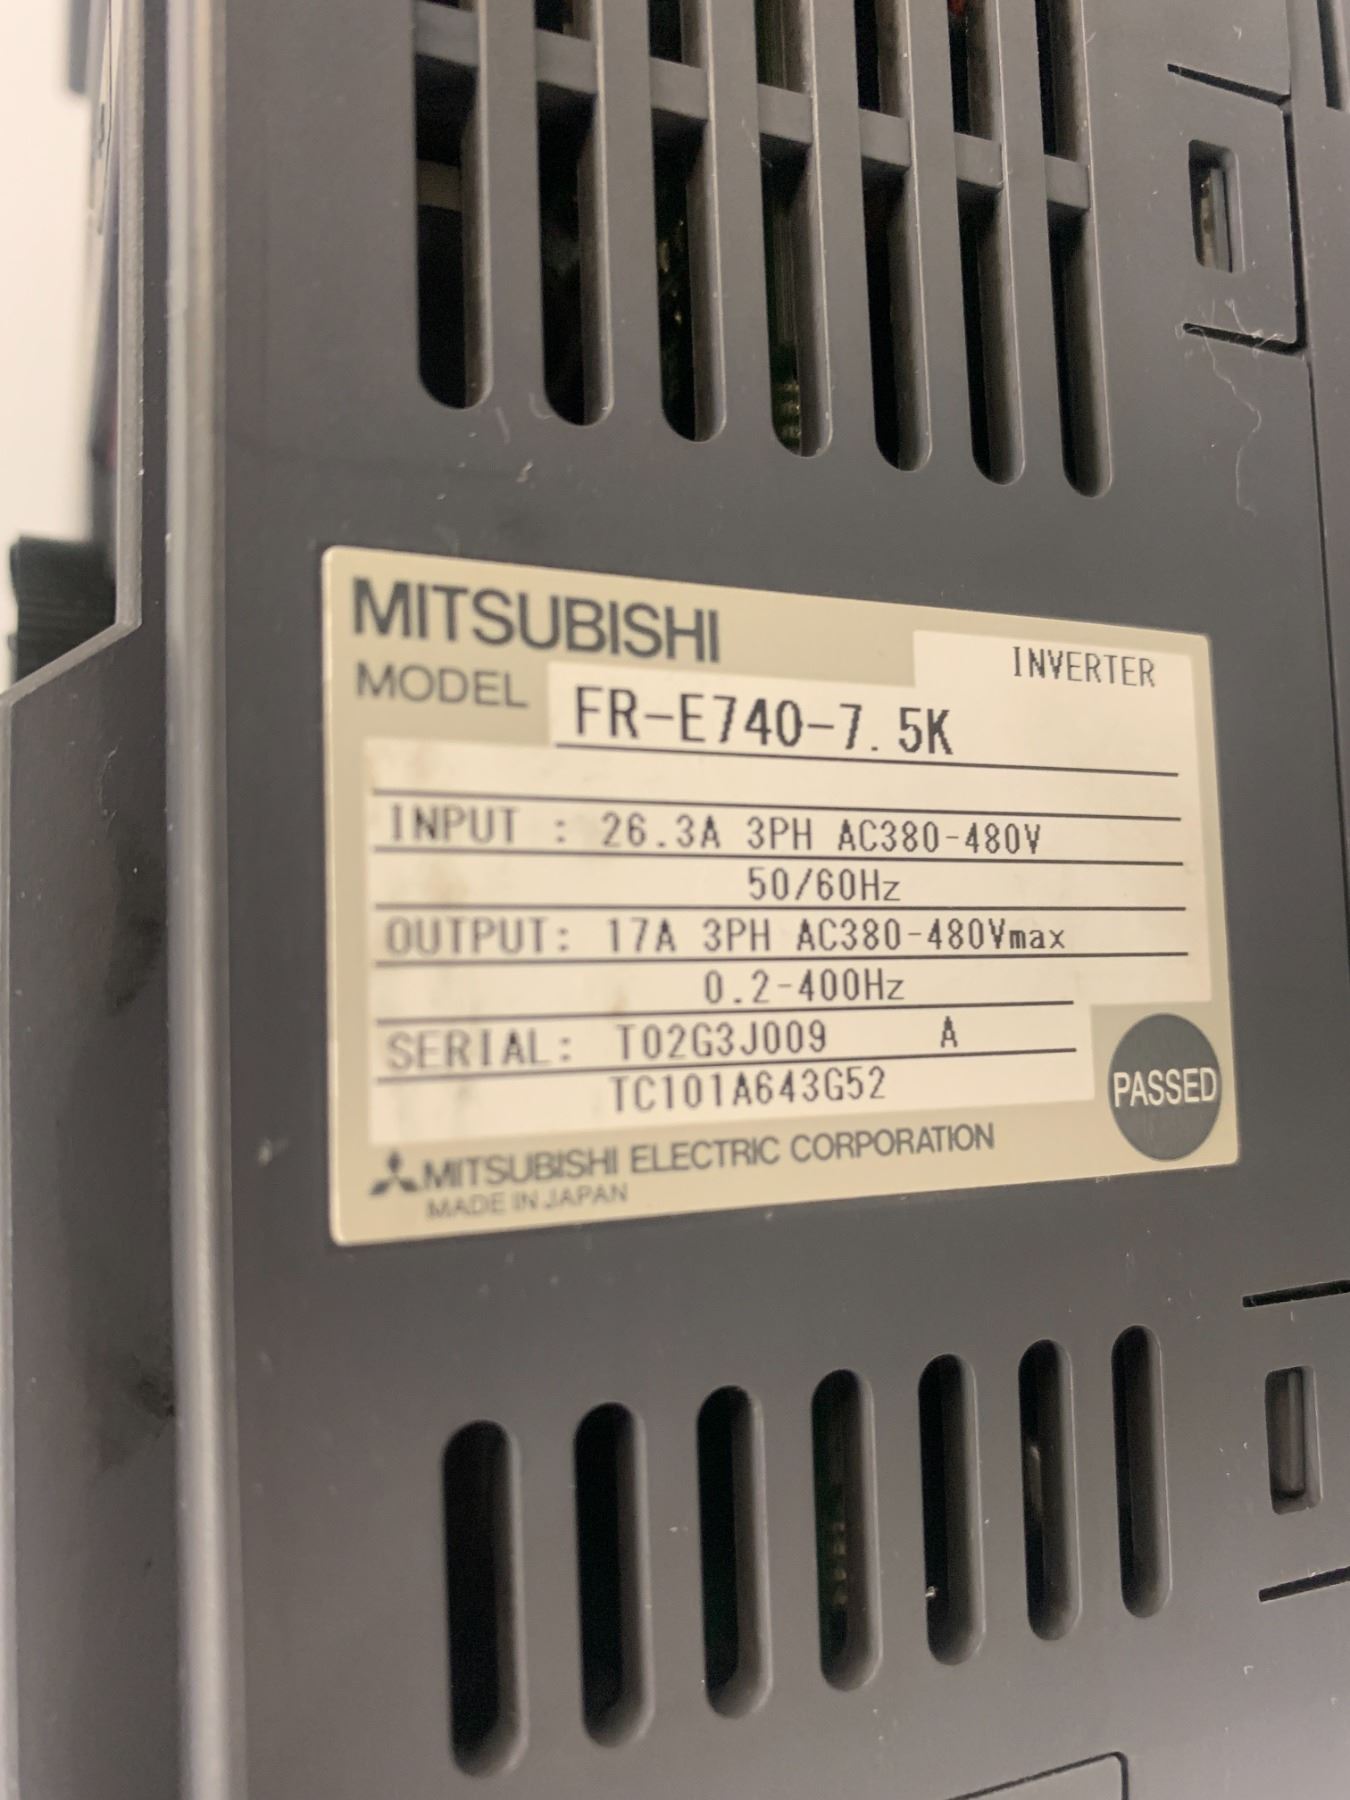 MITSUBISHI
INVERTER
MODEL FR-E740-7.5K
INPUT : 26.3A 3PH AC380-480V
50/60Hz
OUTPUT: 17A 3PH AC380-480Vmax
0.2-400Hz
SERIAL: T02G3J009 A
TC101A643G52
PASSED
MITSUBISHI ELECTRIC CORPORATION
MADE IN JAPAN